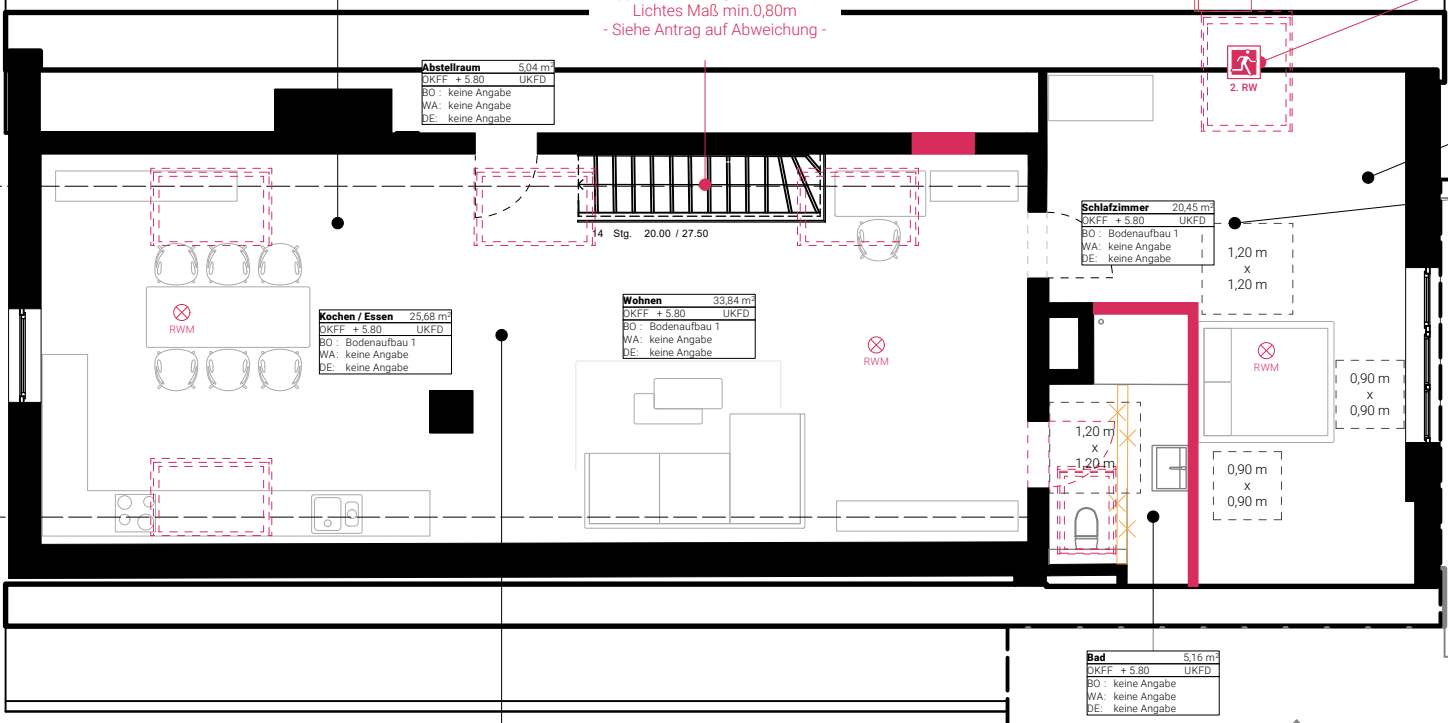 Lichtes Maß min.0,80m
- Siehe Antrag auf Abweichung -
Abstellraum 5,04 m²
OKFF + 5.80 UKFD
BO : keine Angabe
WA: keine Angabe
DE: keine Angabe
2. RW
14 Stg. 20.00 / 27.50
Schlafzimmer 20,45 m²
OKFF + 5.80 UKFD
BO : Bodenaufbau 1
WA: keine Angabe
DE: keine Angabe
1,20 m
x
1,20 m
Kochen / Essen 25,68 m²
OKFF + 5.80 UKFD
BO : Bodenaufbau 1
WA: keine Angabe
DE: keine Angabe
RWM
Wohnen 33,84 m²
OKFF + 5.80 UKFD
BO : Bodenaufbau 1
WA: keine Angabe
DE: keine Angabe
RWM
RWM
0,90 m
x
0,90 m
1,20 m
x
1,20 m
0,90 m
x
0,90 m
Bad 5,16 m²
OKFF + 5.80 UKFD
BO : keine Angabe
WA: keine Angabe
DE: keine Angabe